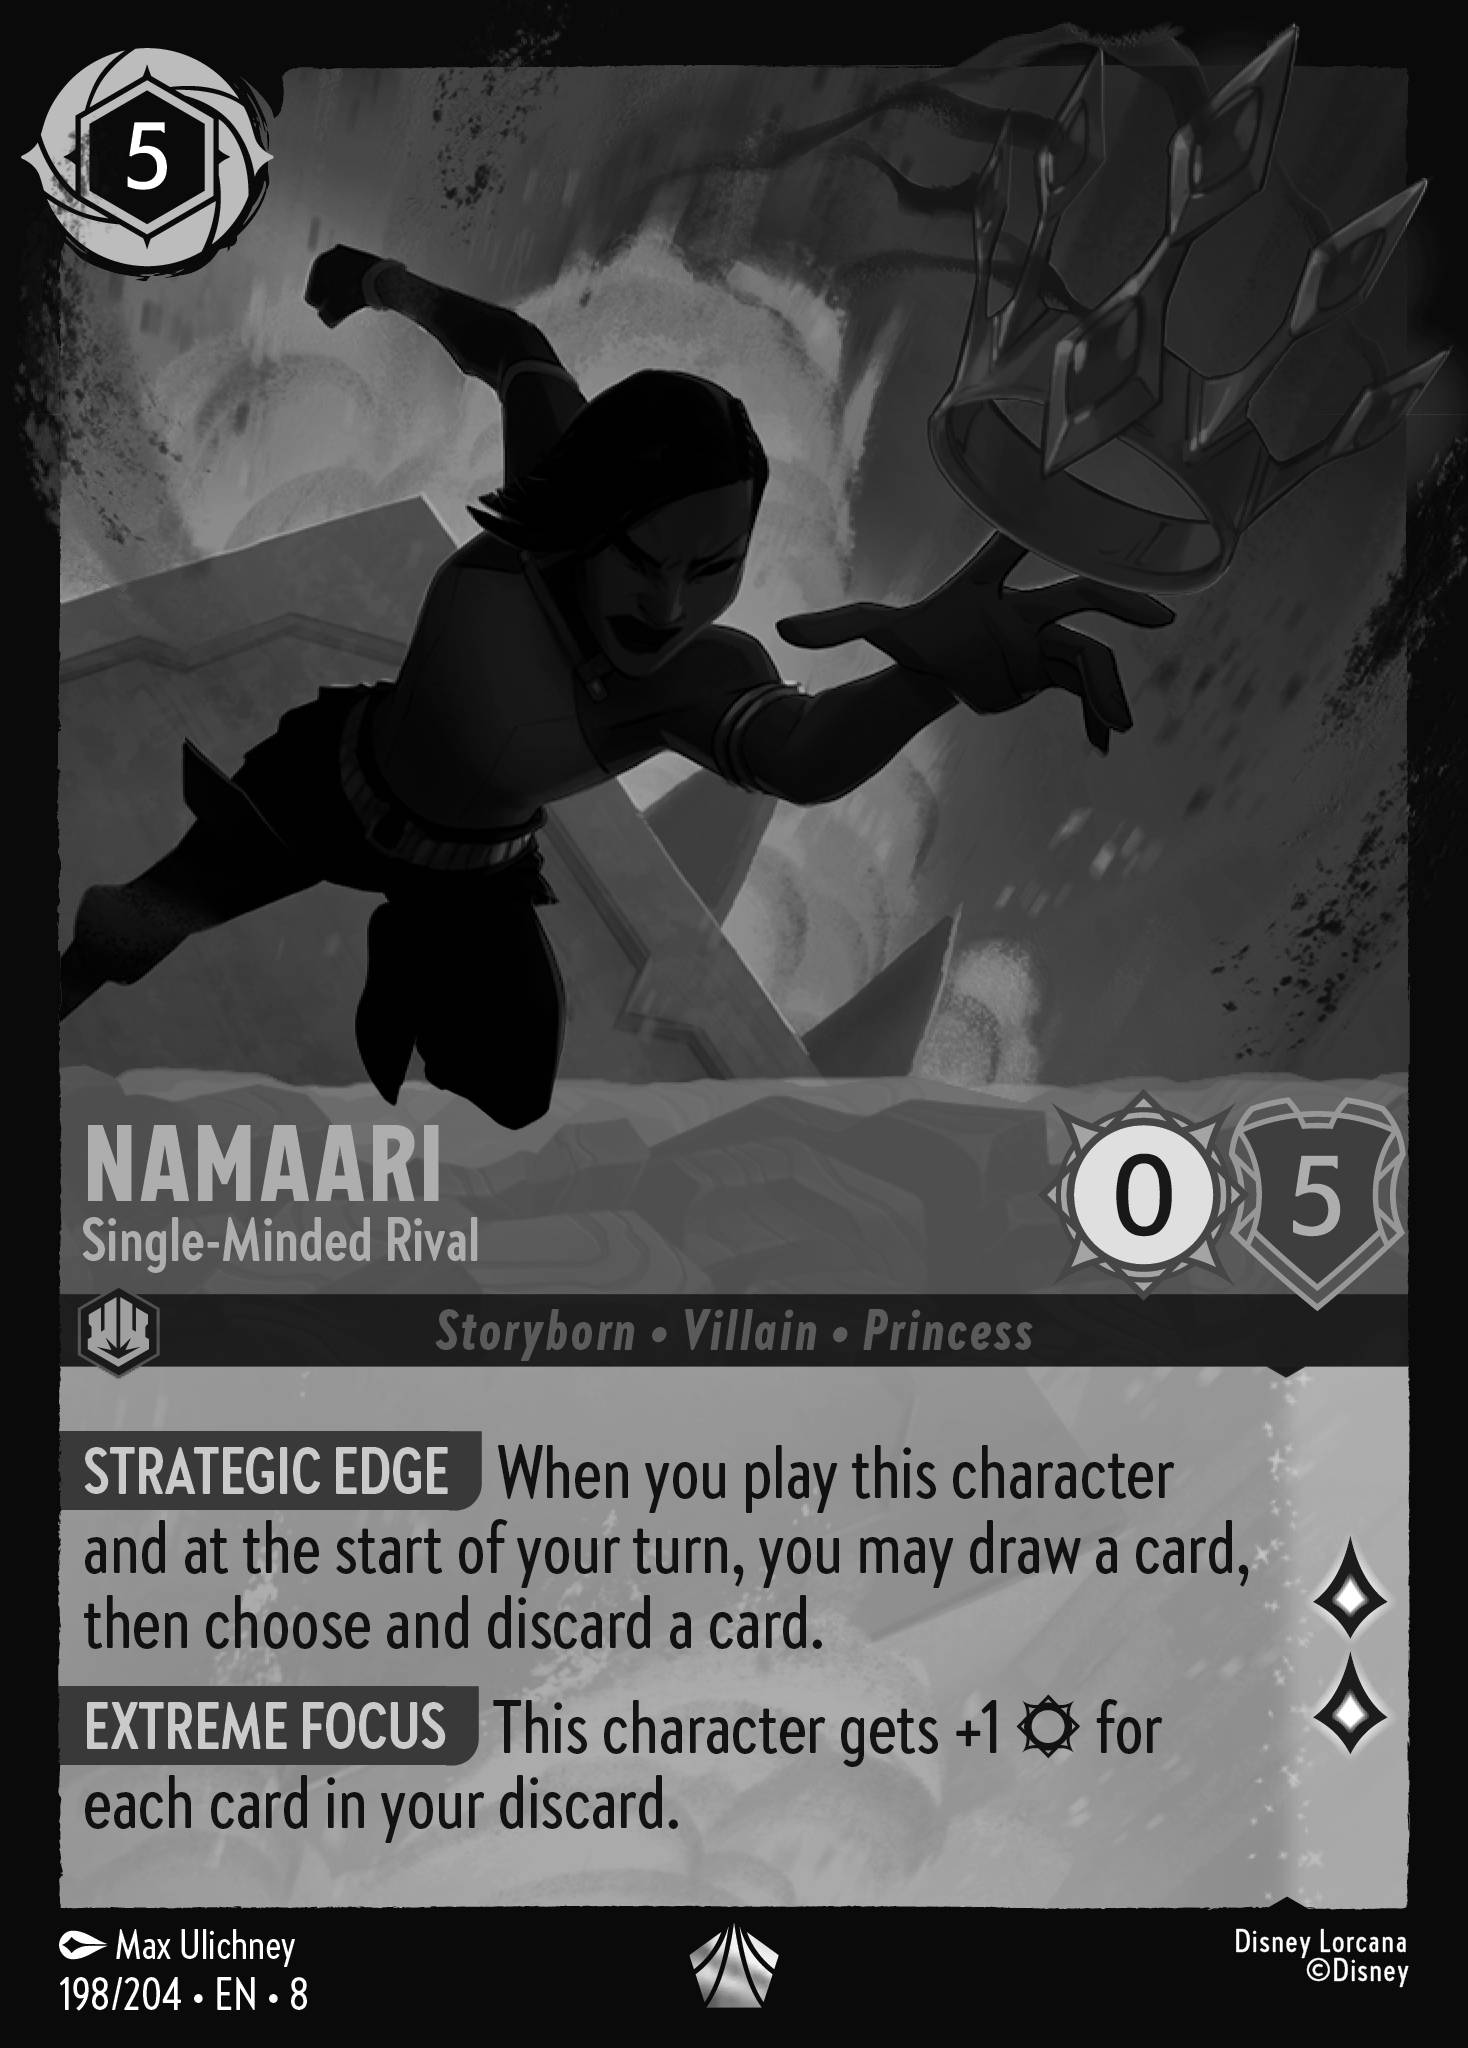 5
NAMAARI
Single-Minded Rival
0
5
Storyborn • Villain • Princess
STRATEGIC EDGE When you play this character
and at the start of your turn, you may draw a card,
then choose and discard a card.
EXTREME FOCUS This character gets +1 for
each card in your discard.
Max Ulichney
198/204 • EN • 8
Disney Lorcana
©Disney